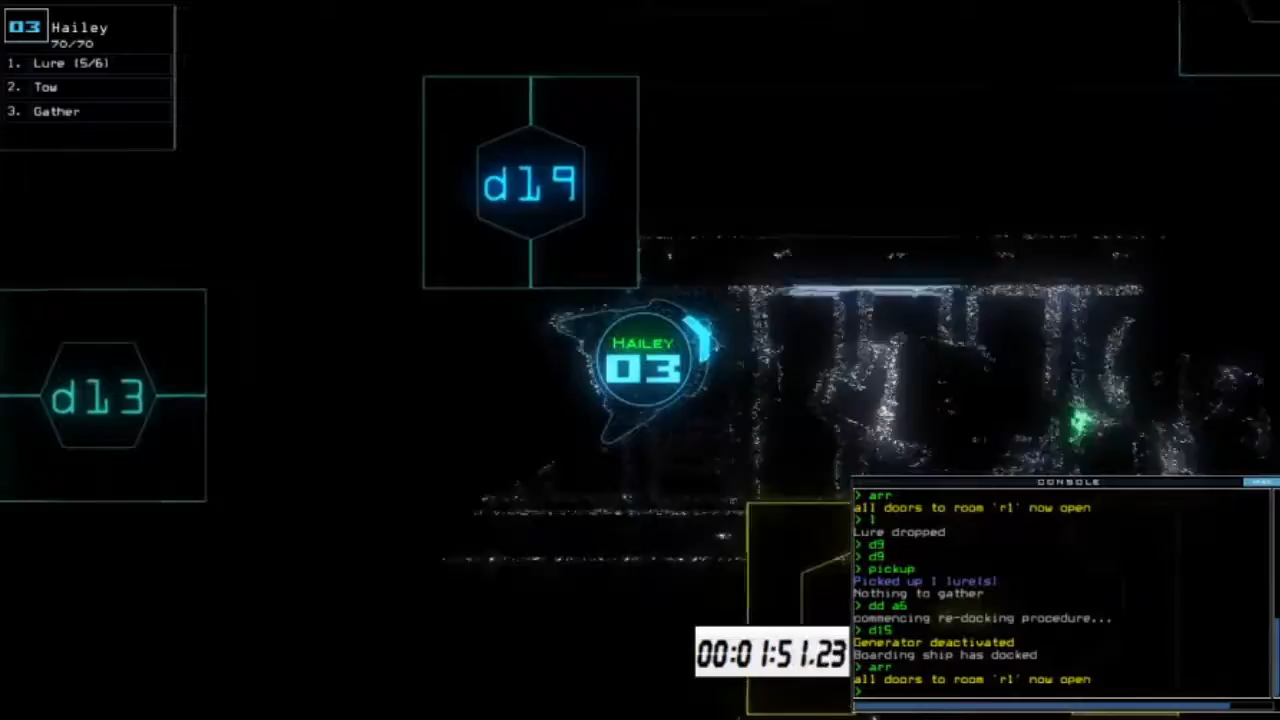 03 Hailey
70/70
1. Lure (5/6)
2. Tow
3. Gather
d19
d13
HAILEY
03
CONSOLE
> arr
all doors to room 'r1' now open
> l
Lure dropped
> d9
> d9
> pickup
Picked up 1 lure(s)
Nothing to gather
> dd a6
commencing re-docking procedure...
> d15
Generator deactivated
Boarding ship has docked
> arr
all doors to room 'r1' now open
>
00:01:51.23